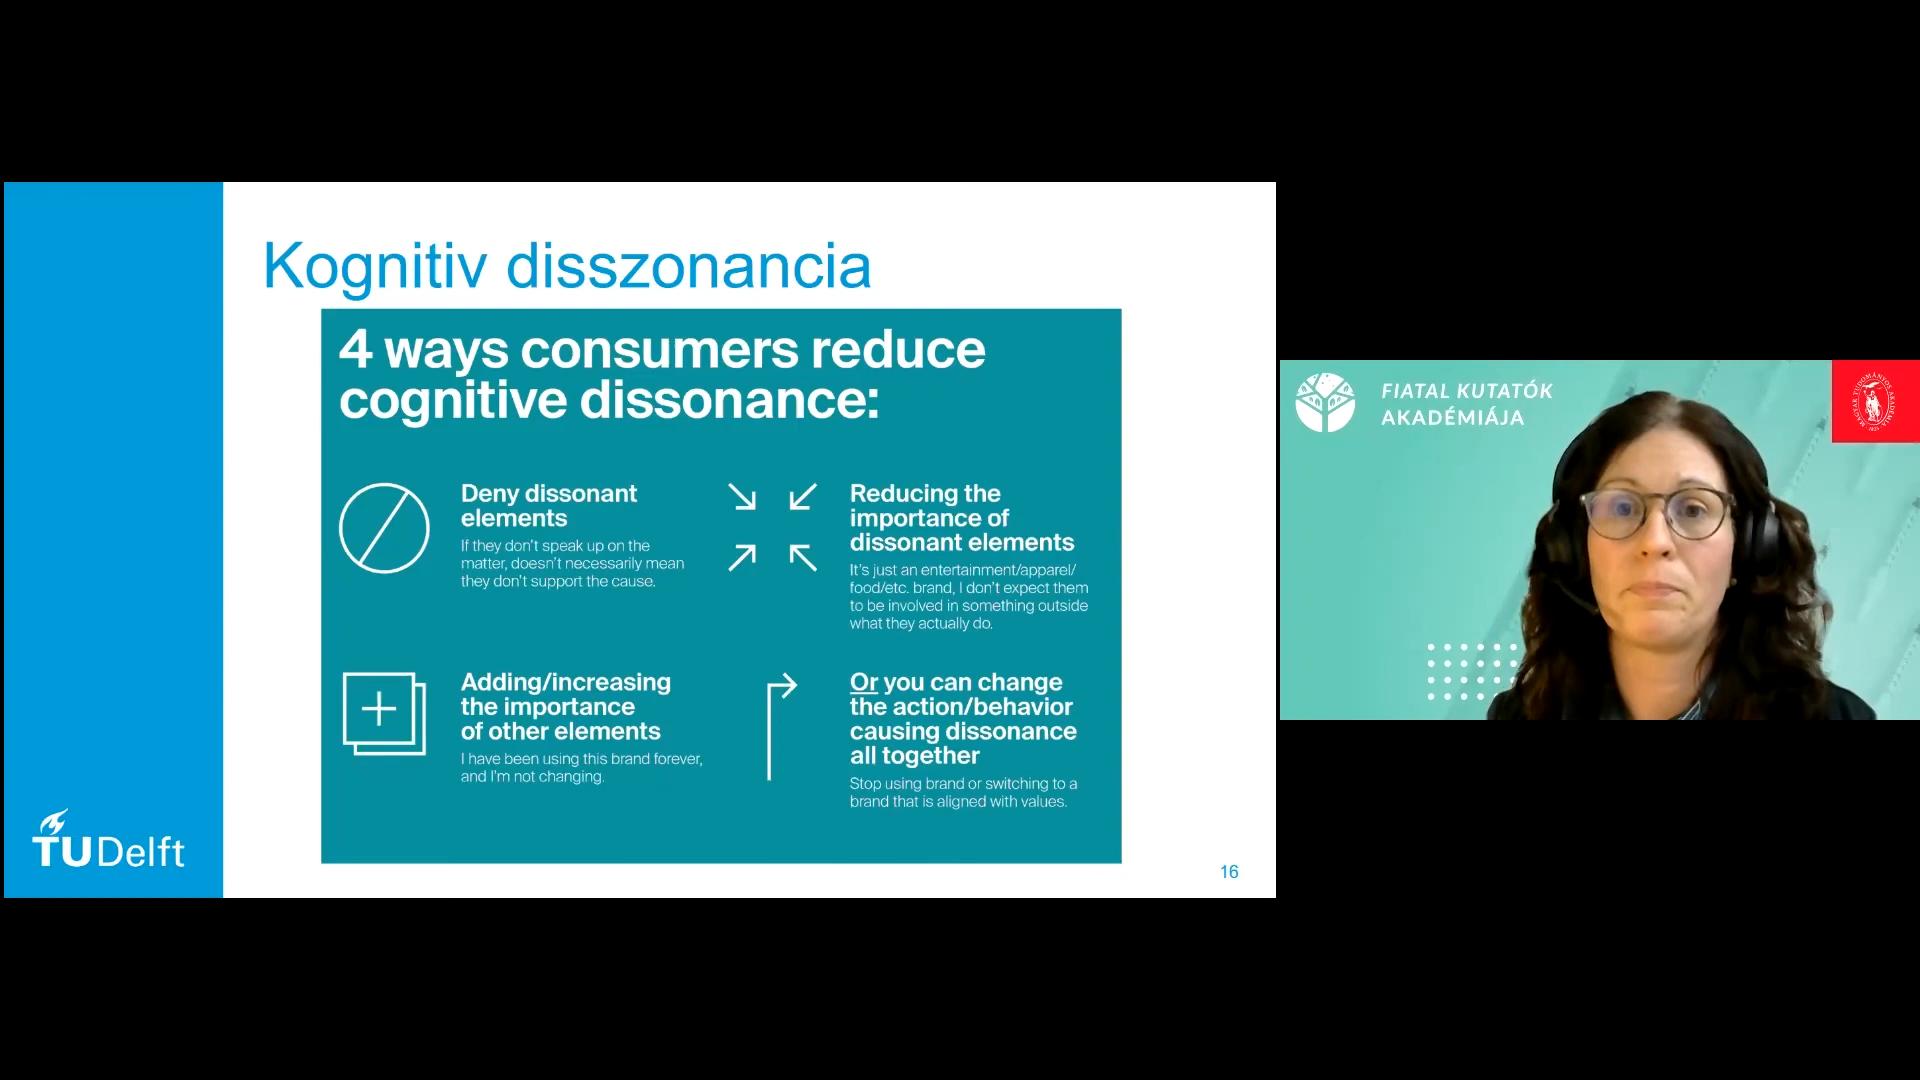 Kognitiv disszonancia
4 ways consumers reduce
cognitive dissonance:
Deny dissonant
elements
If they don't speak up on the
matter, doesn't necessarily mean
they don't support the cause.
Reducing the
importance of
dissonant elements
It's just an entertainment/apparel/
food/etc. brand, I don't expect them
to be involved in something outside
what they actually do.
Adding/increasing
the importance
of other elements
I have been using this brand forever,
and I'm not changing.
Or you can change
the action/behavior
causing dissonance
all together
Stop using brand or switching to a
brand that is aligned with values.
TUDelft
16
FIATAL KUTATÓK
AKADÉMIÁJA
MAGYAR TUDOMÁNYOS AKADÉMIA